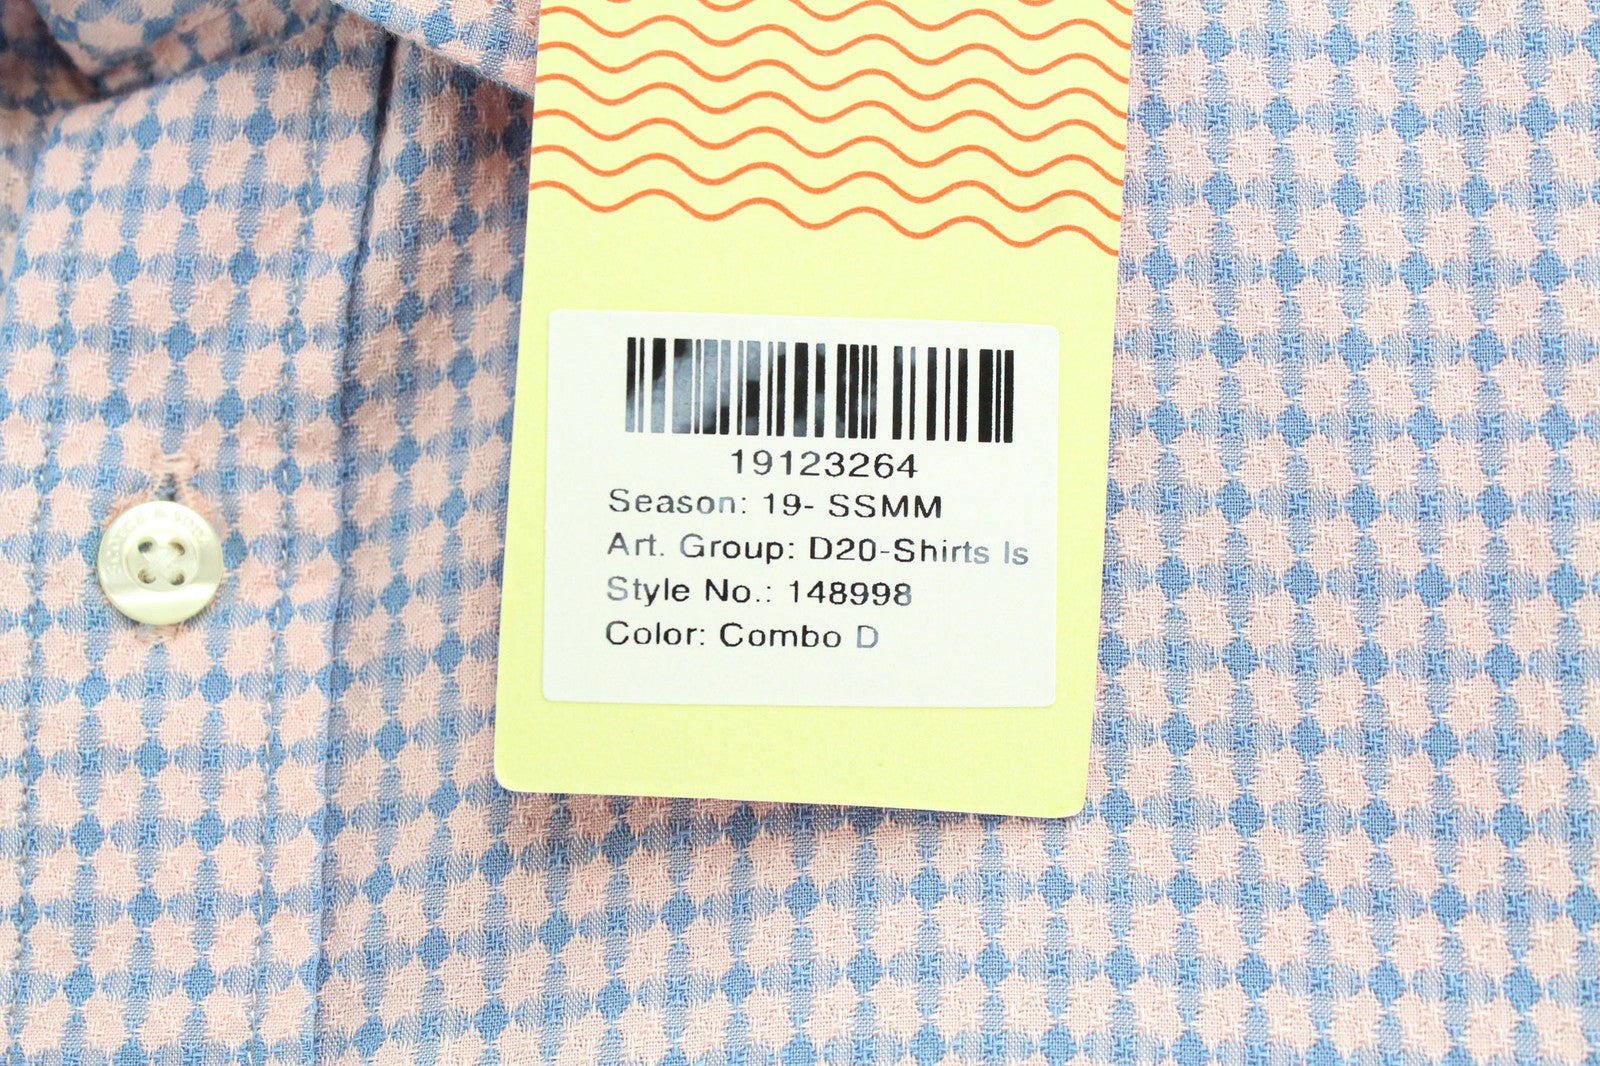 19123264
Season: 19- SSMM
Art. Group: D20-Shirts ls
Style No.: 148998
Color: Combo D